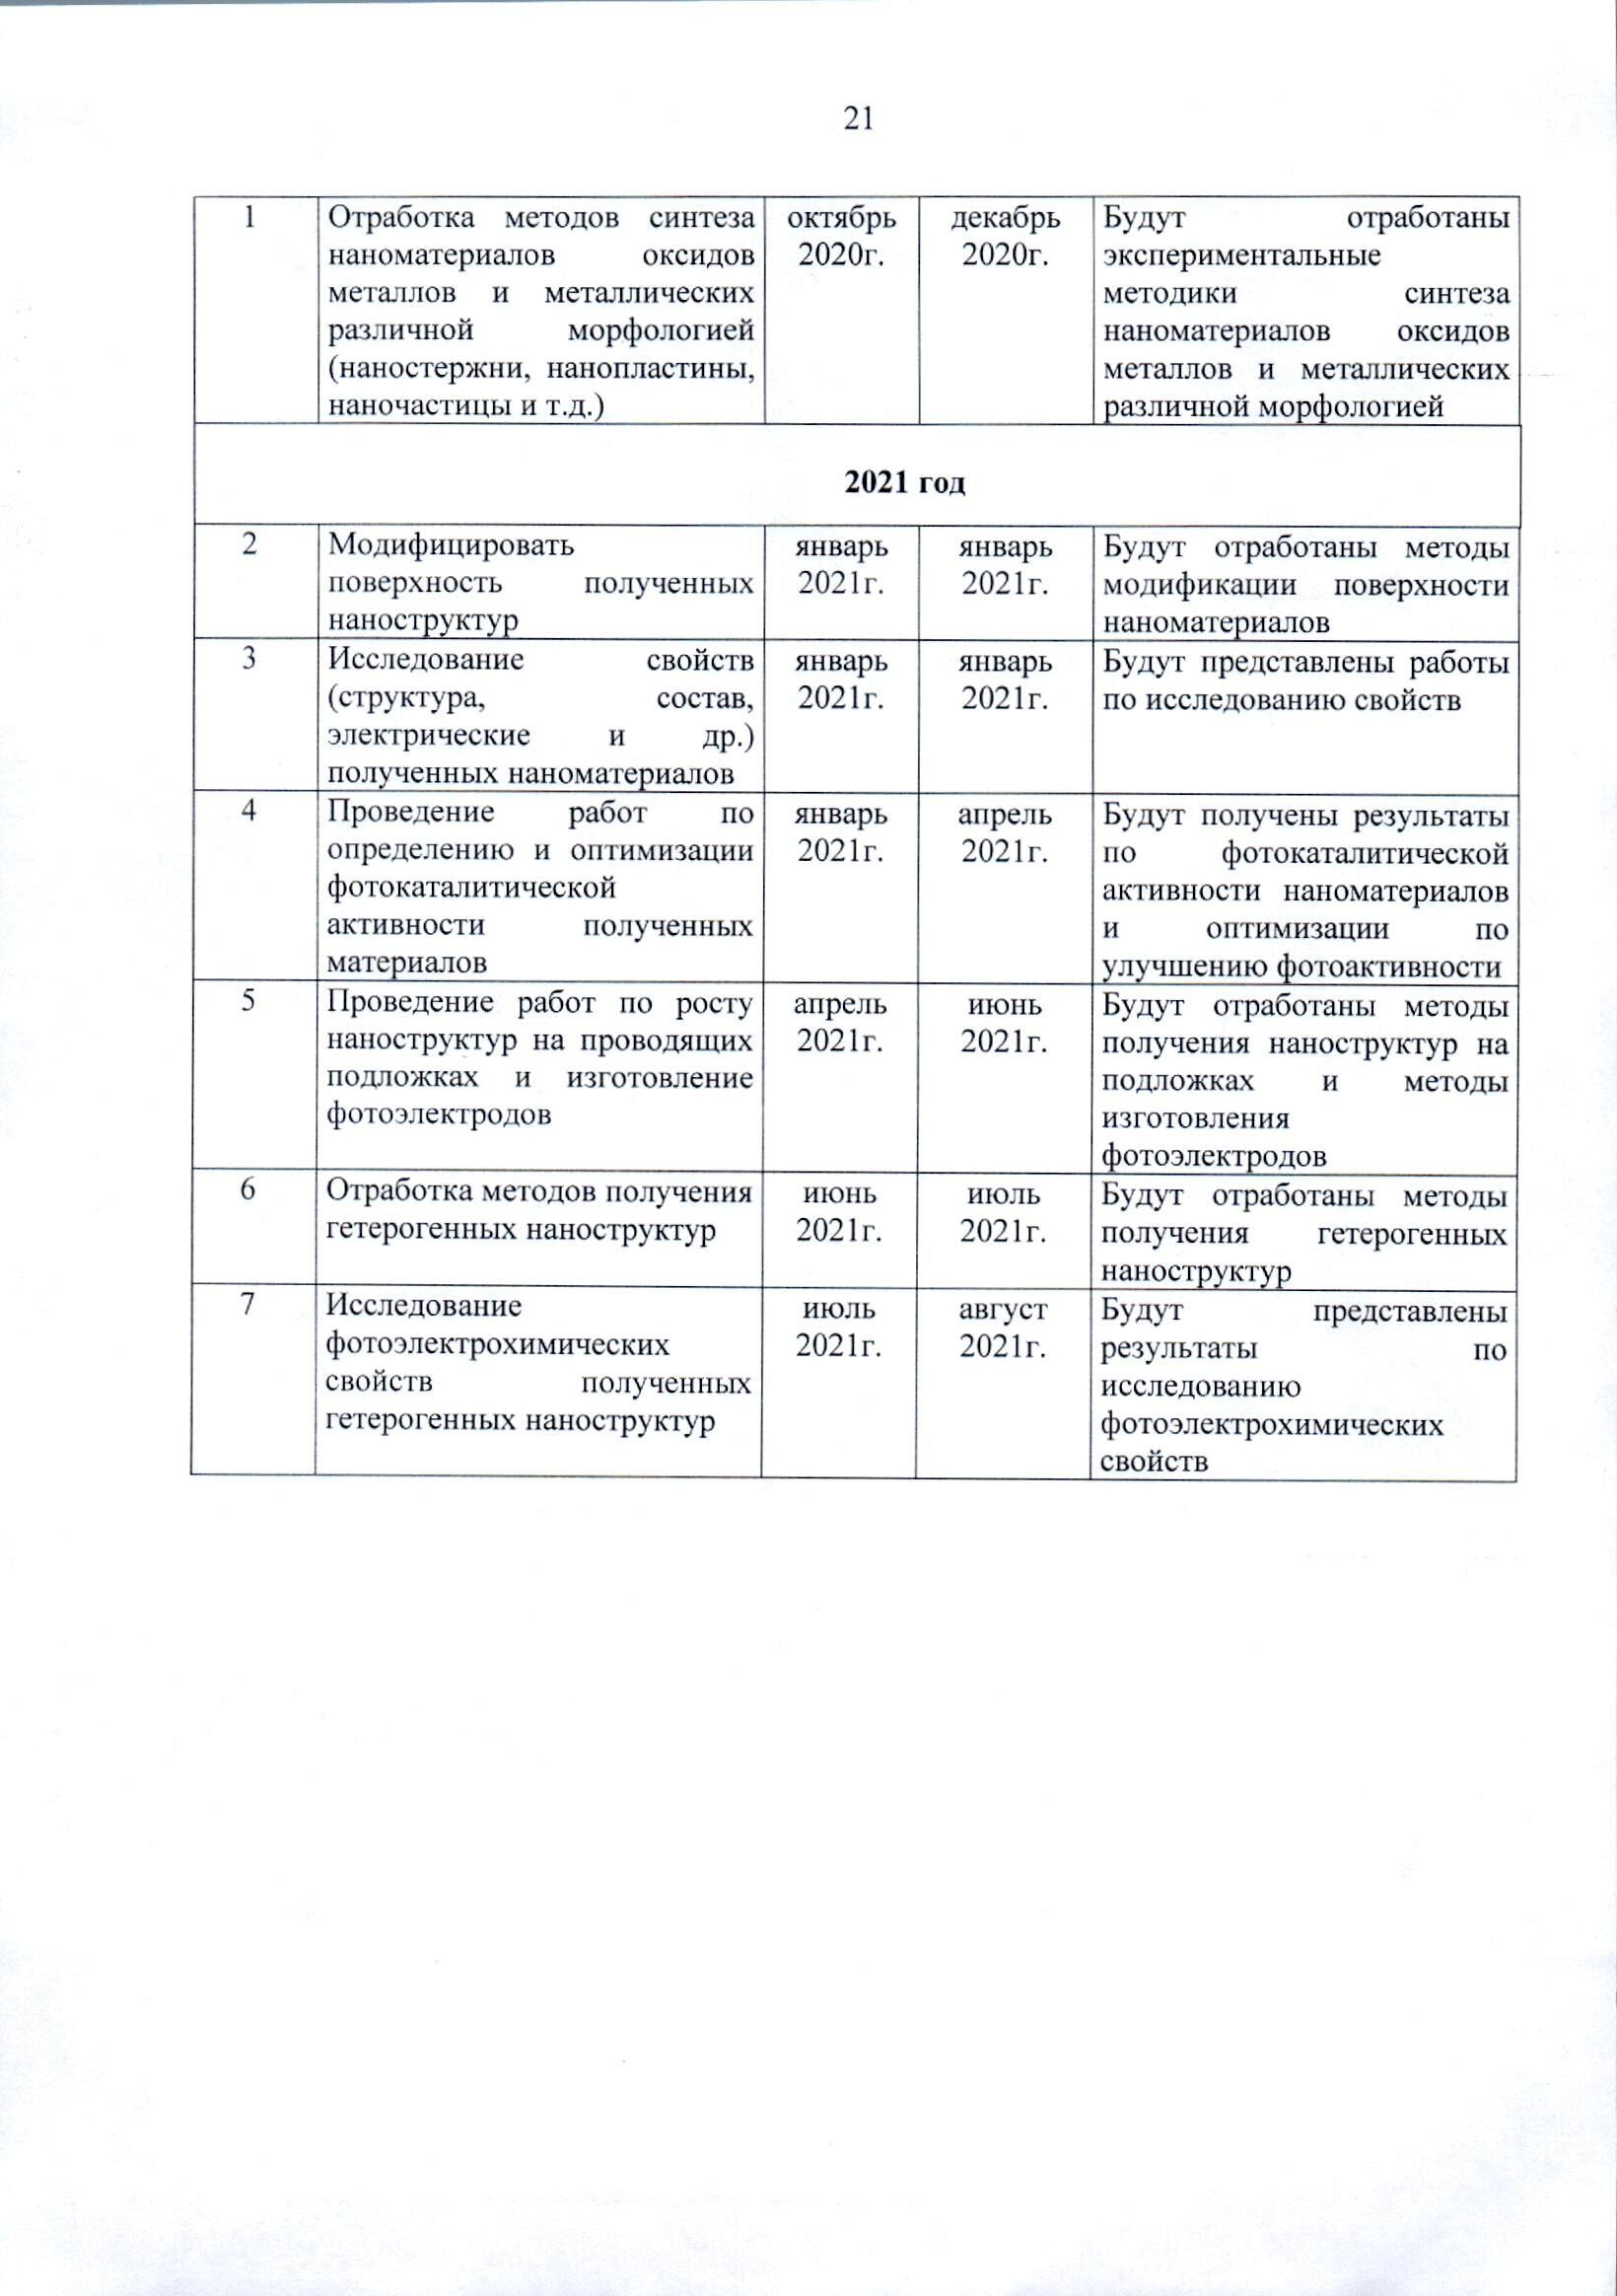 21
1
Отработка методов синтеза
наноматериалов оксидов
металлов и металлических
различной морфологией
(наностержни, нанопластины,
наночастицы и т.д.)
октябрь
2020г.
декабрь
2020г.
Будут отработаны
экспериментальные
методики синтеза
наноматериалов оксидов
металлов и металлических
различной морфологией
2021 год
2
Модифицировать
поверхность полученных
наноструктур
январь
2021г.
январь
2021г.
Будут отработаны методы
модификации поверхности
наноматериалов
3
Исследование свойств
(структура, состав,
электрические и др.)
полученных наноматериалов
январь
2021г.
январь
2021г.
Будут представлены работы
по исследованию свойств
4
Проведение работ по
определению и оптимизации
фотокаталитической
активности полученных
материалов
январь
2021г.
апрель
2021г.
Будут получены результаты
по фотокаталитической
активности наноматериалов
и оптимизации по
улучшению фотоактивности
5
Проведение работ по росту
наноструктур на проводящих
подложках и изготовление
фотоэлектродов
апрель
2021г.
июнь
2021г.
Будут отработаны методы
получения наноструктур на
подложках и методы
изготовления
фотоэлектродов
6
Отработка методов получения
гетерогенных наноструктур
июнь
2021г.
июль
2021г.
Будут отработаны методы
получения гетерогенных
наноструктур
7
Исследование
фотоэлектрохимических
свойств полученных
гетерогенных наноструктур
июль
2021г.
август
2021г.
Будут представлены
результаты по
исследованию
фотоэлектрохимических
свойств